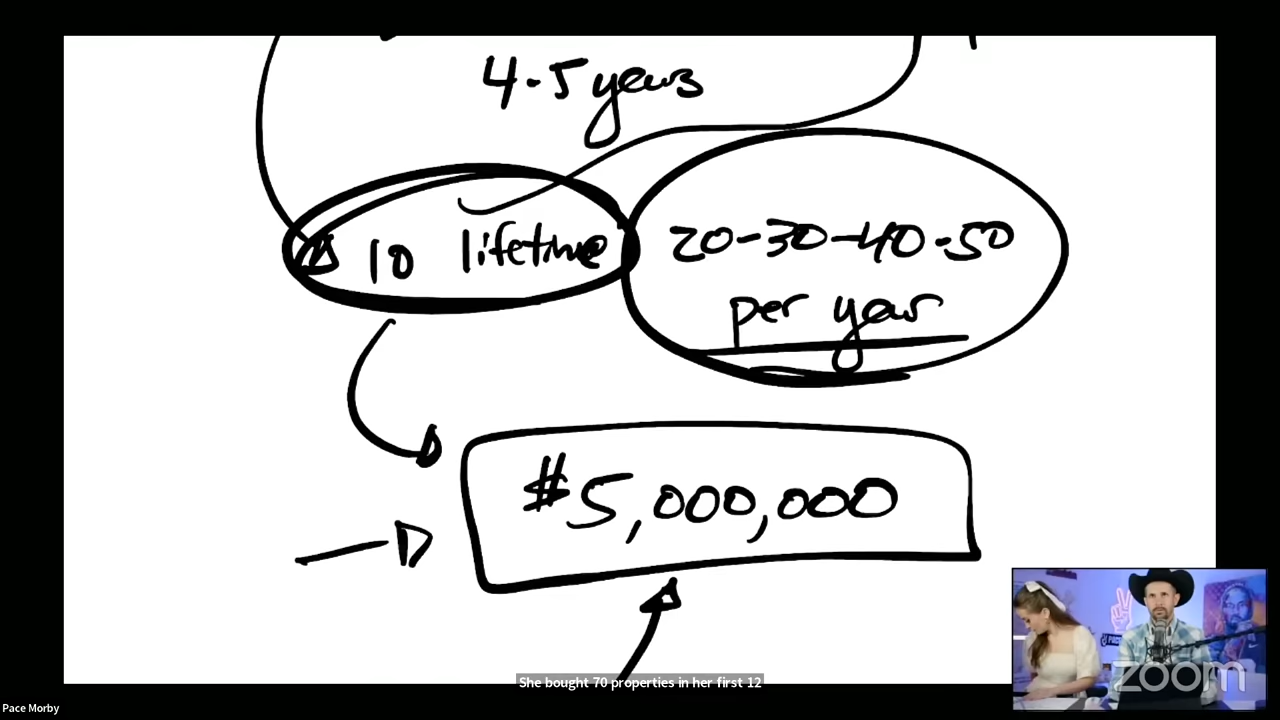 4-5 years
10 lifetime
20-30-40-50
per year
#5,000,000
She bought 70 properties in her first 12
zoom
Pace Morby